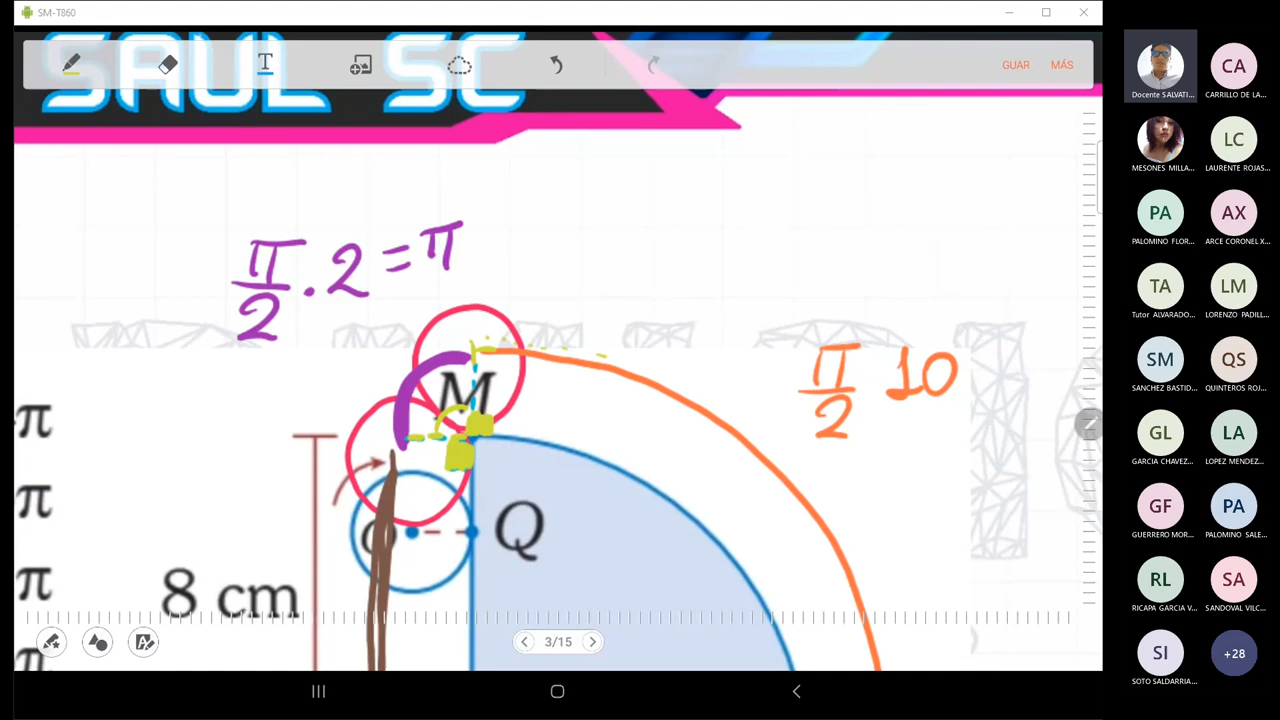 SM-T860
SAUL SC
T
GUAR
MÁS
π/2 . 2 = π
π/2 10
M
Q
8 cm
π
π
π
π
3/15
Docente SALVATI...
CA
CARRILLO DE LA...
MESONES MILLA...
LC
LAURENTE ROJAS...
PA
PALOMINO FLOR...
AX
ARCE CORONEL X...
TA
Tutor ALVARADO...
LM
LORENZO PADILL...
SM
SANCHEZ BASTID...
QS
QUINTEROS ROJ...
GL
GARCIA CHAVEZ...
LA
LOPEZ MENDEZ...
GF
GUERRERO MOR...
PA
PALOMINO SALE...
RL
RICAPA GARCIA V...
SA
SANDOVAL VILC...
SI
SOTO SALDARRIA...
+28